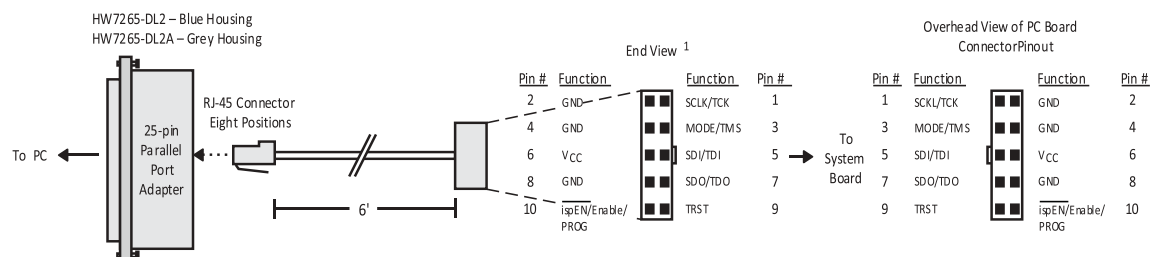 HW7265-DL2 – Blue Housing
HW7265-DL2A – Grey Housing
25-pin
Parallel
Port
Adapter
To PC
RJ-45 Connector
Eight Positions
6'
End View 1
Pin # Function Function Pin #
2 GND SCLK/TCK 1
4 GND MODE/TMS 3
6 VCC SDI/TDI 5
8 GND SDO/TDO 7
10 ispEN/Enable/ TRST 9
PROG
To
System
Board
Overhead View of PC Board
ConnectorPinout
Pin # Function Function Pin #
1 SCKL/TCK GND 2
3 MODE/TMS GND 4
5 SDI/TDI VCC 6
7 SDO/TDO GND 8
9 TRST ispEN/Enable/ 10
PROG